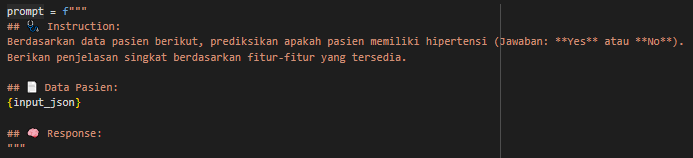 prompt = f"""
## 🩺 Instruction:
Berdasarkan data pasien berikut, prediksikan apakah pasien memiliki hipertensi (Jawaban: **Yes** atau **No**).
Berikan penjelasan singkat berdasarkan fitur-fitur yang tersedia.
## 📄 Data Pasien:
{input_json}
## 🧠 Response:
"""